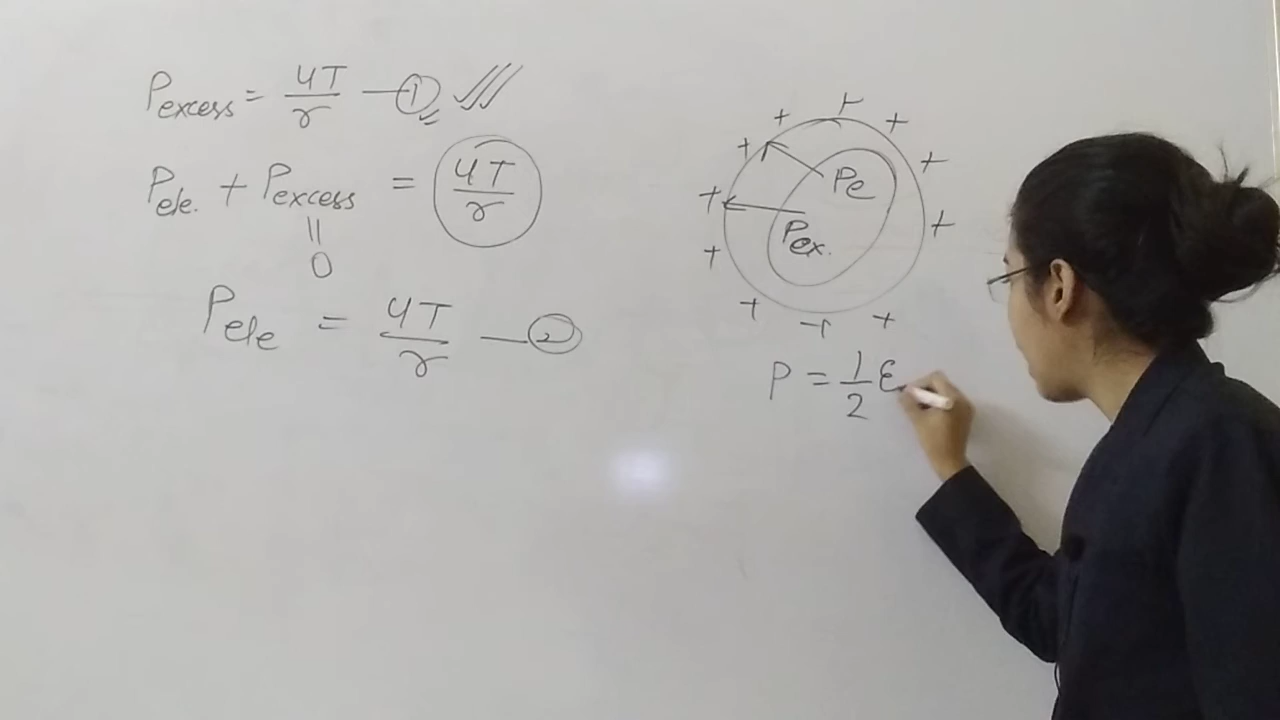 Pexcess = 4T/r — ①
Pele. + Pexcess = 4T/r
||
0
Pele = 4T/r — ②
+ + + + + + + + + + + +
Pe
Pex.
P = 1/2 ε